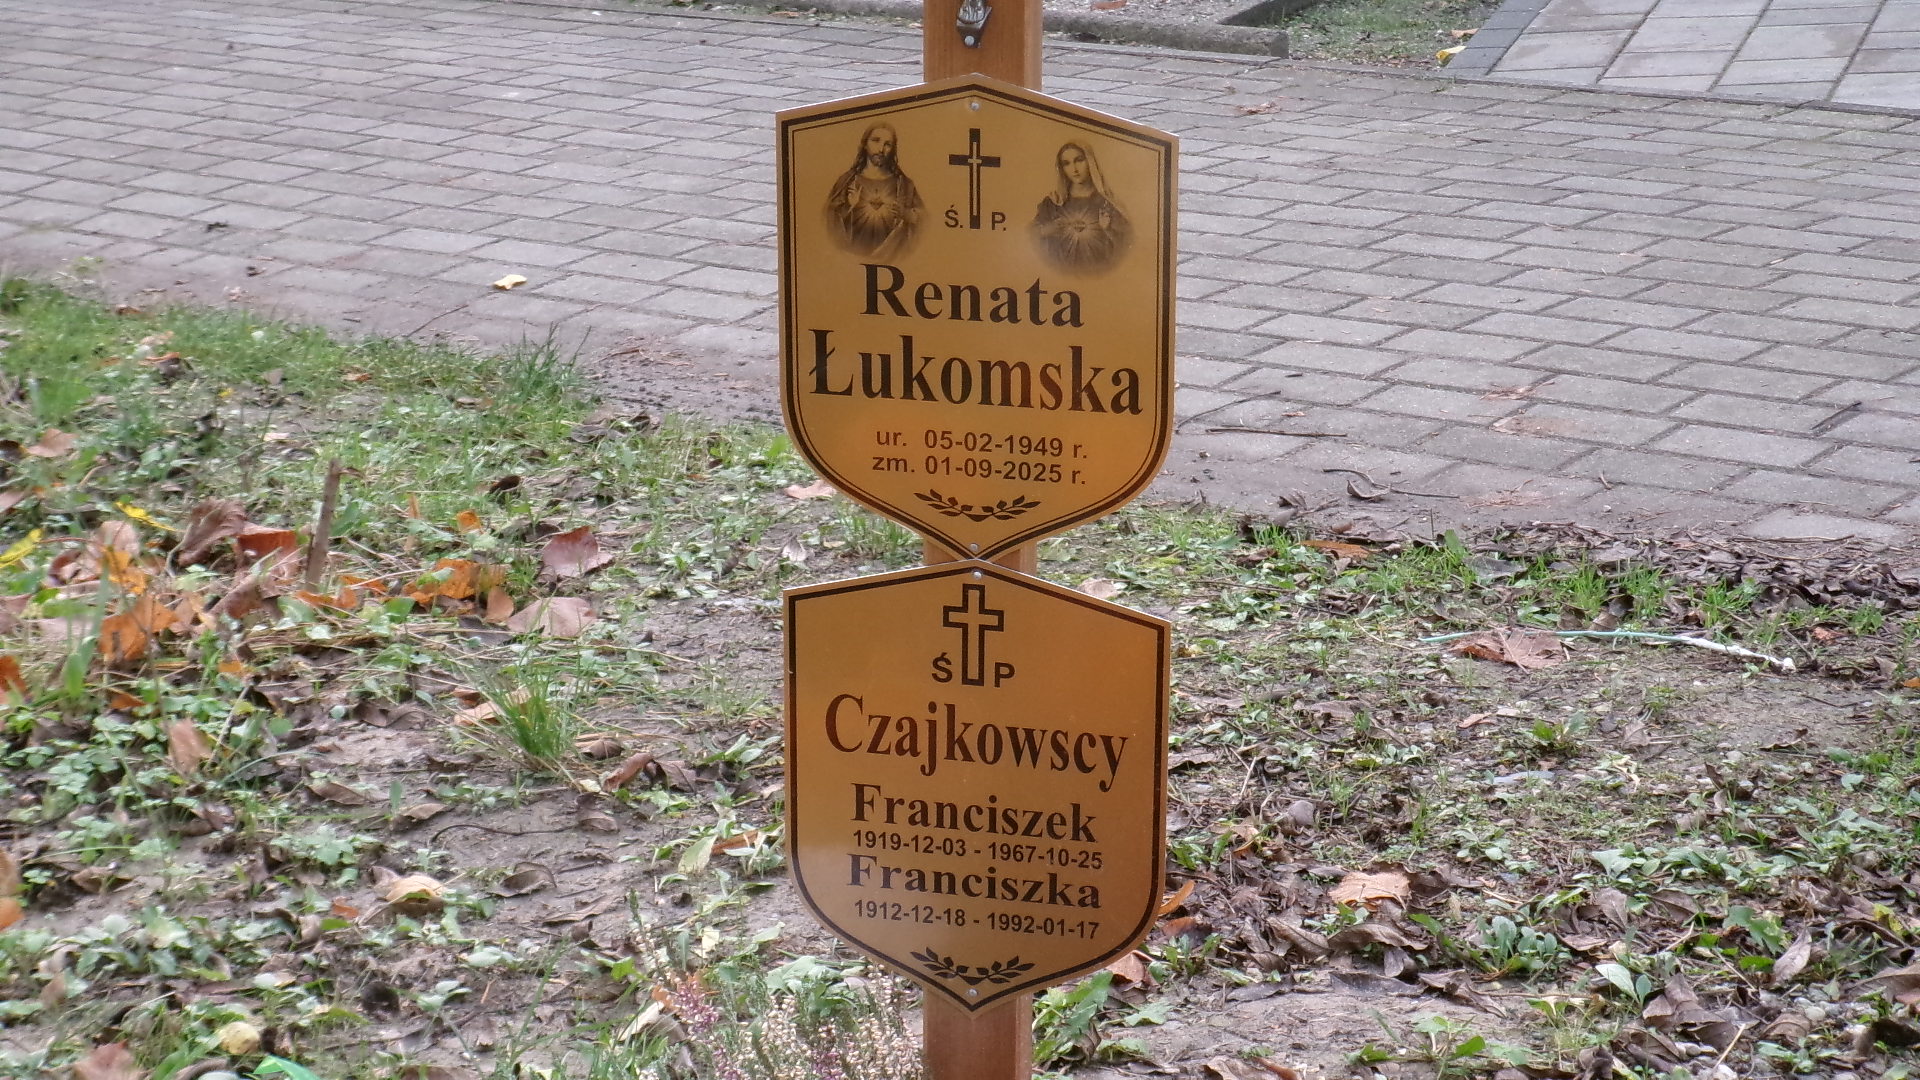 Ś. P.
Renata
Łukomska
ur. 05-02-1949 r.
zm. 01-09-2025 r.
Ś P
Czajkowscy
Franciszek
1919-12-03 - 1967-10-25
Franciszka
1912-12-18 - 1992-01-17